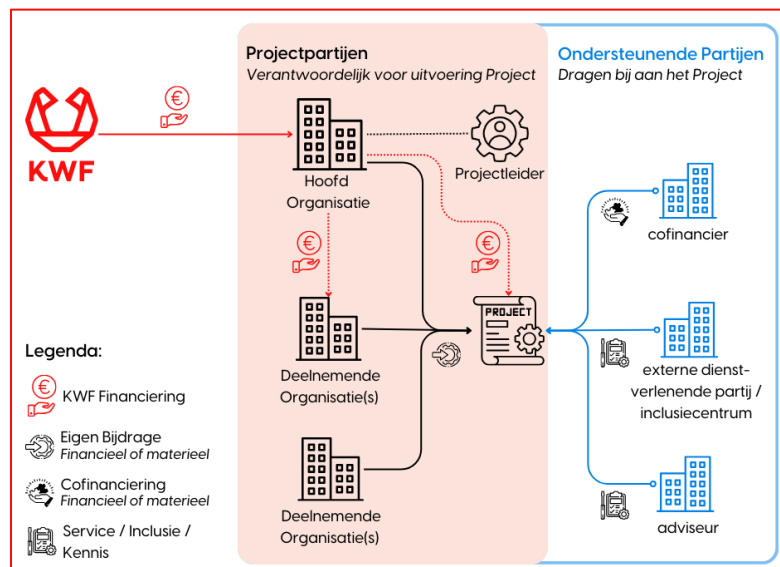 Projectpartijen
Verantwoordelijk voor uitvoering Project
Ondersteunende Partijen
Dragen bij aan het Project
KWF
Hoofd
Organisatie
Projectleider
cofinancier
PROJECT
Deelnemende
Organisatie(s)
externe dienst-
verlenende partij /
inclusiecentrum
Deelnemende
Organisatie(s)
adviseur
Legenda:
€
KWF Financiering
Eigen Bijdrage
Financieel of materieel
Cofinanciering
Financieel of materieel
Service / Inclusie /
Kennis
€
€
€